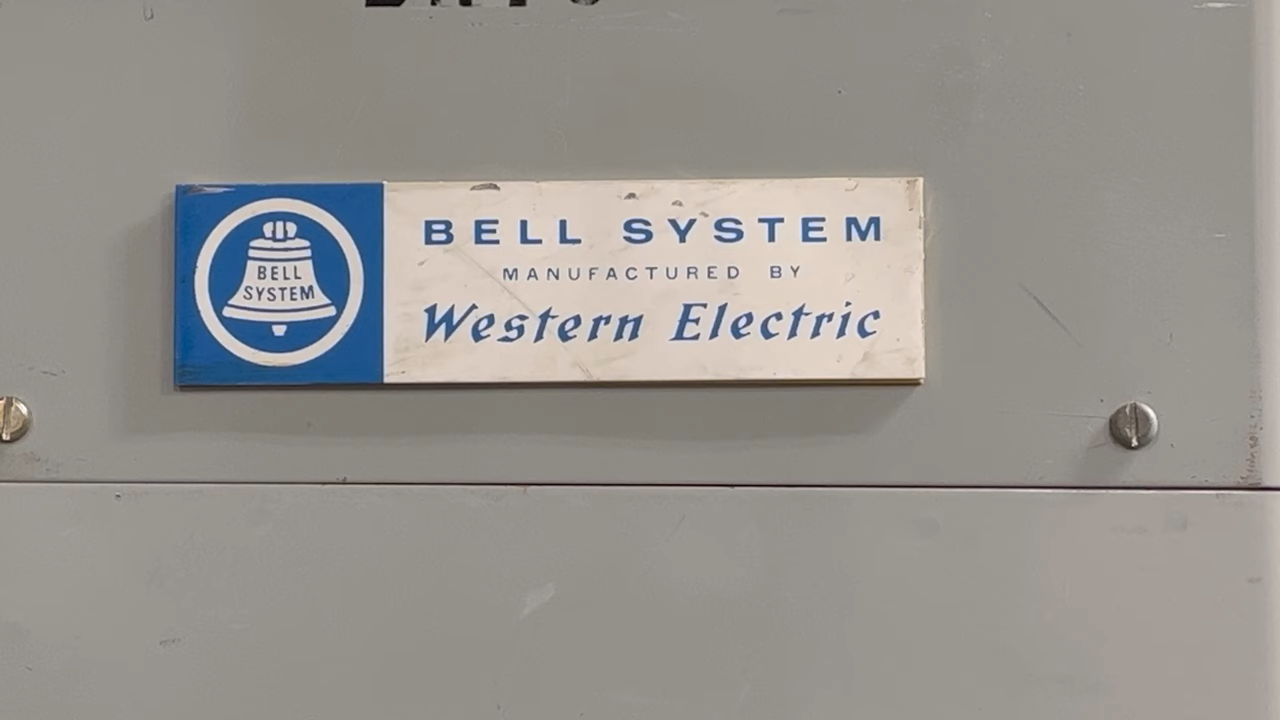 BELL
SYSTEM
BELL SYSTEM
MANUFACTURED BY
Western Electric